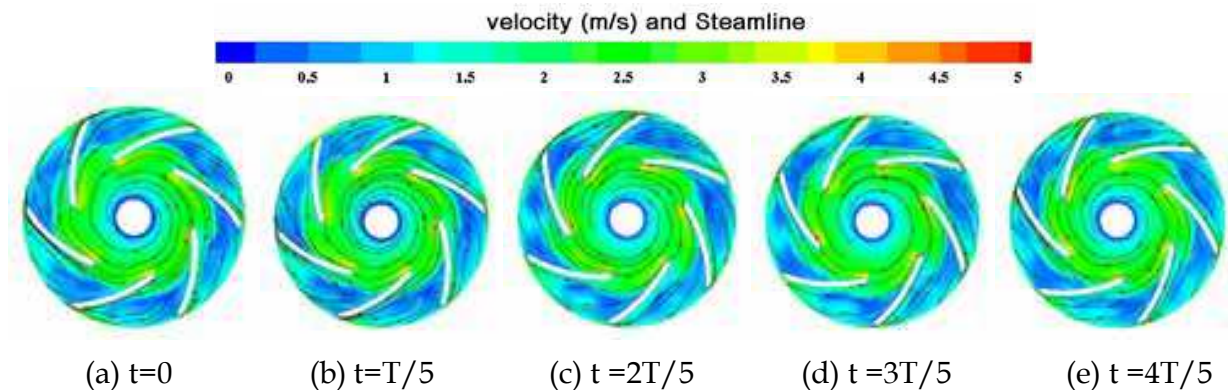 velocity (m/s) and Steamline
0 0.5 1 1.5 2 2.5 3 3.5 4 4.5 5
(a) t=0 (b) t=T/5 (c) t =2T/5 (d) t =3T/5 (e) t =4T/5